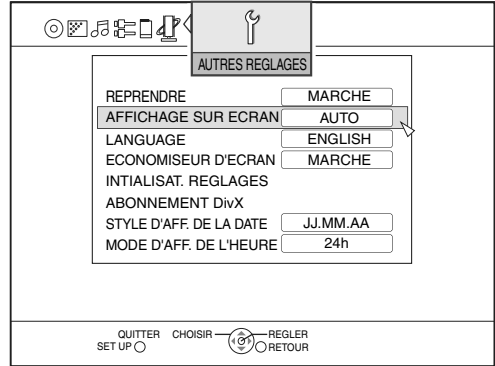 AUTRES REGLAGES
REPRENDRE MARCHE
AFFICHAGE SUR ECRAN AUTO
LANGUAGE ENGLISH
ECONOMISEUR D'ECRAN MARCHE
INTIALISAT. REGLAGES
ABONNEMENT DivX
STYLE D'AFF. DE LA DATE JJ.MM.AA
MODE D'AFF. DE L'HEURE 24h
QUITTER CHOISIR REGLER
SET UP RETOUR